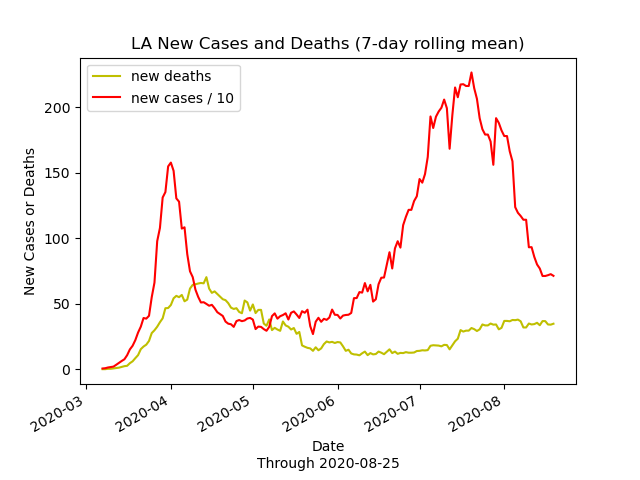 LA New Cases and Deaths (7-day rolling mean)
new deaths
new cases / 10
New Cases or Deaths
200
150
100
50
0
2020-03
2020-04
2020-05
2020-06
2020-07
2020-08
Date
Through 2020-08-25